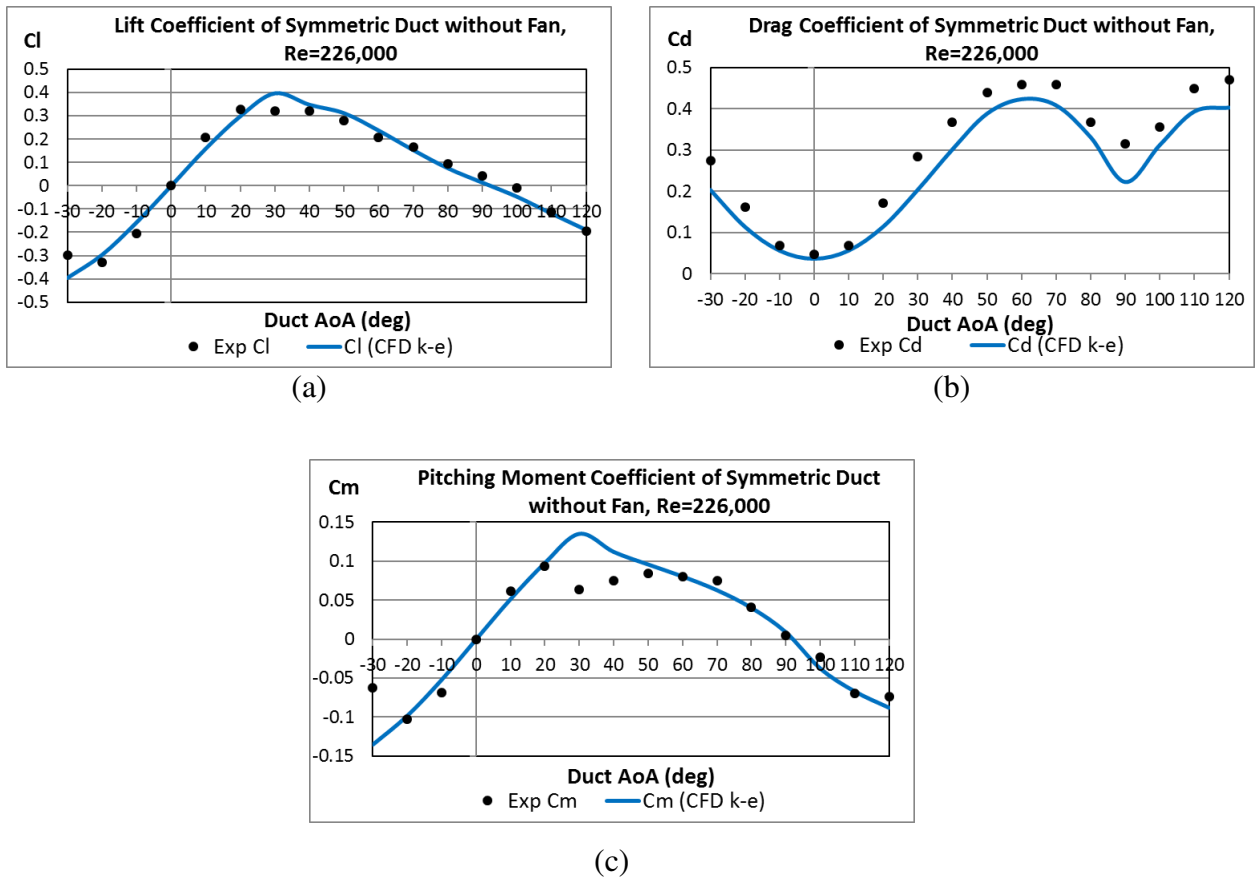 Cl
Lift Coefficient of Symmetric Duct without Fan,
Re=226,000
0.5
0.4
0.3
0.2
0.1
0
-0.1
-0.2
-0.3
-0.4
-0.5
-30 -20 -10 0 10 20 30 40 50 60 70 80 90 100 110 120
Duct AoA (deg)
Exp Cl Cl (CFD k-e)
(a)
Cd
Drag Coefficient of Symmetric Duct without Fan,
Re=226,000
0.5
0.4
0.3
0.2
0.1
0
-30 -20 -10 0 10 20 30 40 50 60 70 80 90 100 110 120
Duct AoA (deg)
Exp Cd Cd (CFD k-e)
(b)
Cm
Pitching Moment Coefficient of Symmetric Duct
without Fan, Re=226,000
0.15
0.1
0.05
0
-0.05
-0.1
-0.15
-30 -20 -10 0 10 20 30 40 50 60 70 80 90 100 110 120
Duct AoA (deg)
Exp Cm Cm (CFD k-e)
(c)